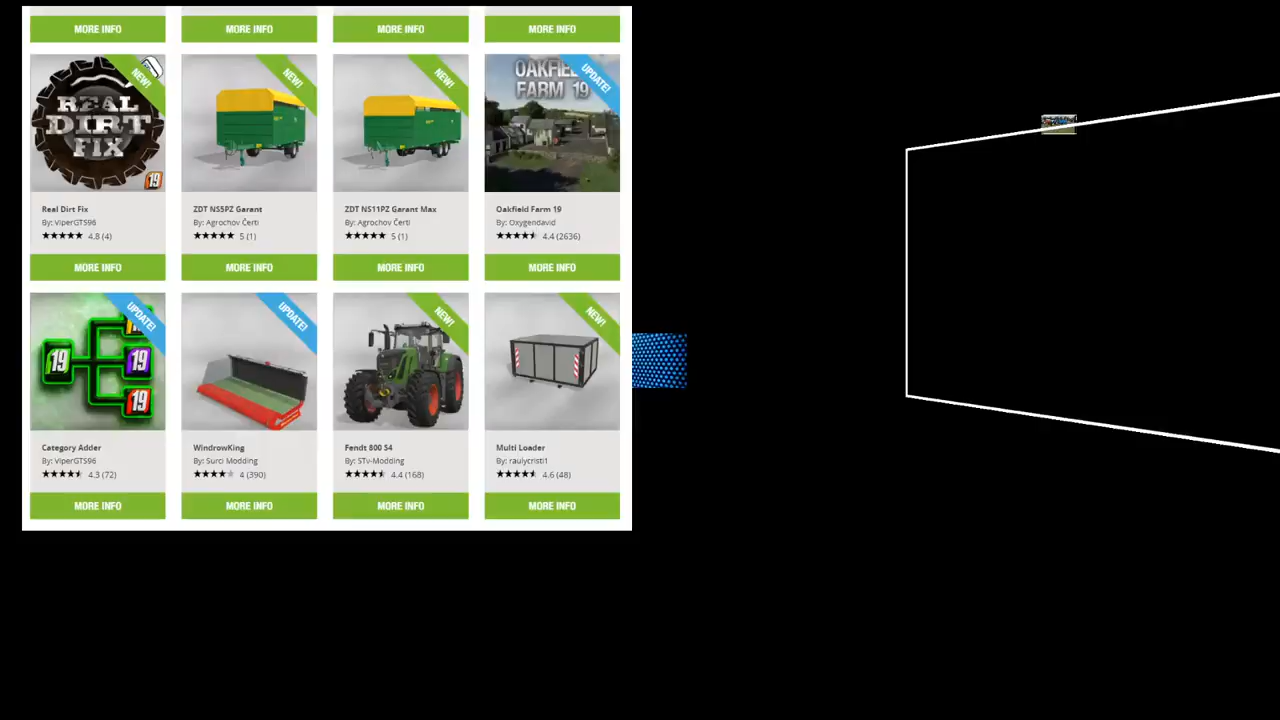 MORE INFO MORE INFO MORE INFO MORE INFO
NEW! NEW! NEW! UPDATE!
REAL DIRT FIX
19
OAKFIEL
FARM 19
Real Dirt Fix
By: ViperGTS96
4.8 (4)
ZDT NS5PZ Garant
By: Agrochov Čerti
5 (1)
ZDT NS11PZ Garant Max
By: Agrochov Čerti
5 (1)
Oakfield Farm 19
By: Oxygendavid
4.4 (2636)
MORE INFO MORE INFO MORE INFO MORE INFO
UPDATE! UPDATE! NEW! NEW!
19 19 19
Category Adder
By: ViperGTS96
4.3 (72)
WindrowKing
By: Surci Modding
4 (390)
Fendt 800 S4
By: STv-Modding
4.4 (168)
Multi Loader
By: raulycristi1
4.6 (48)
MORE INFO MORE INFO MORE INFO MORE INFO